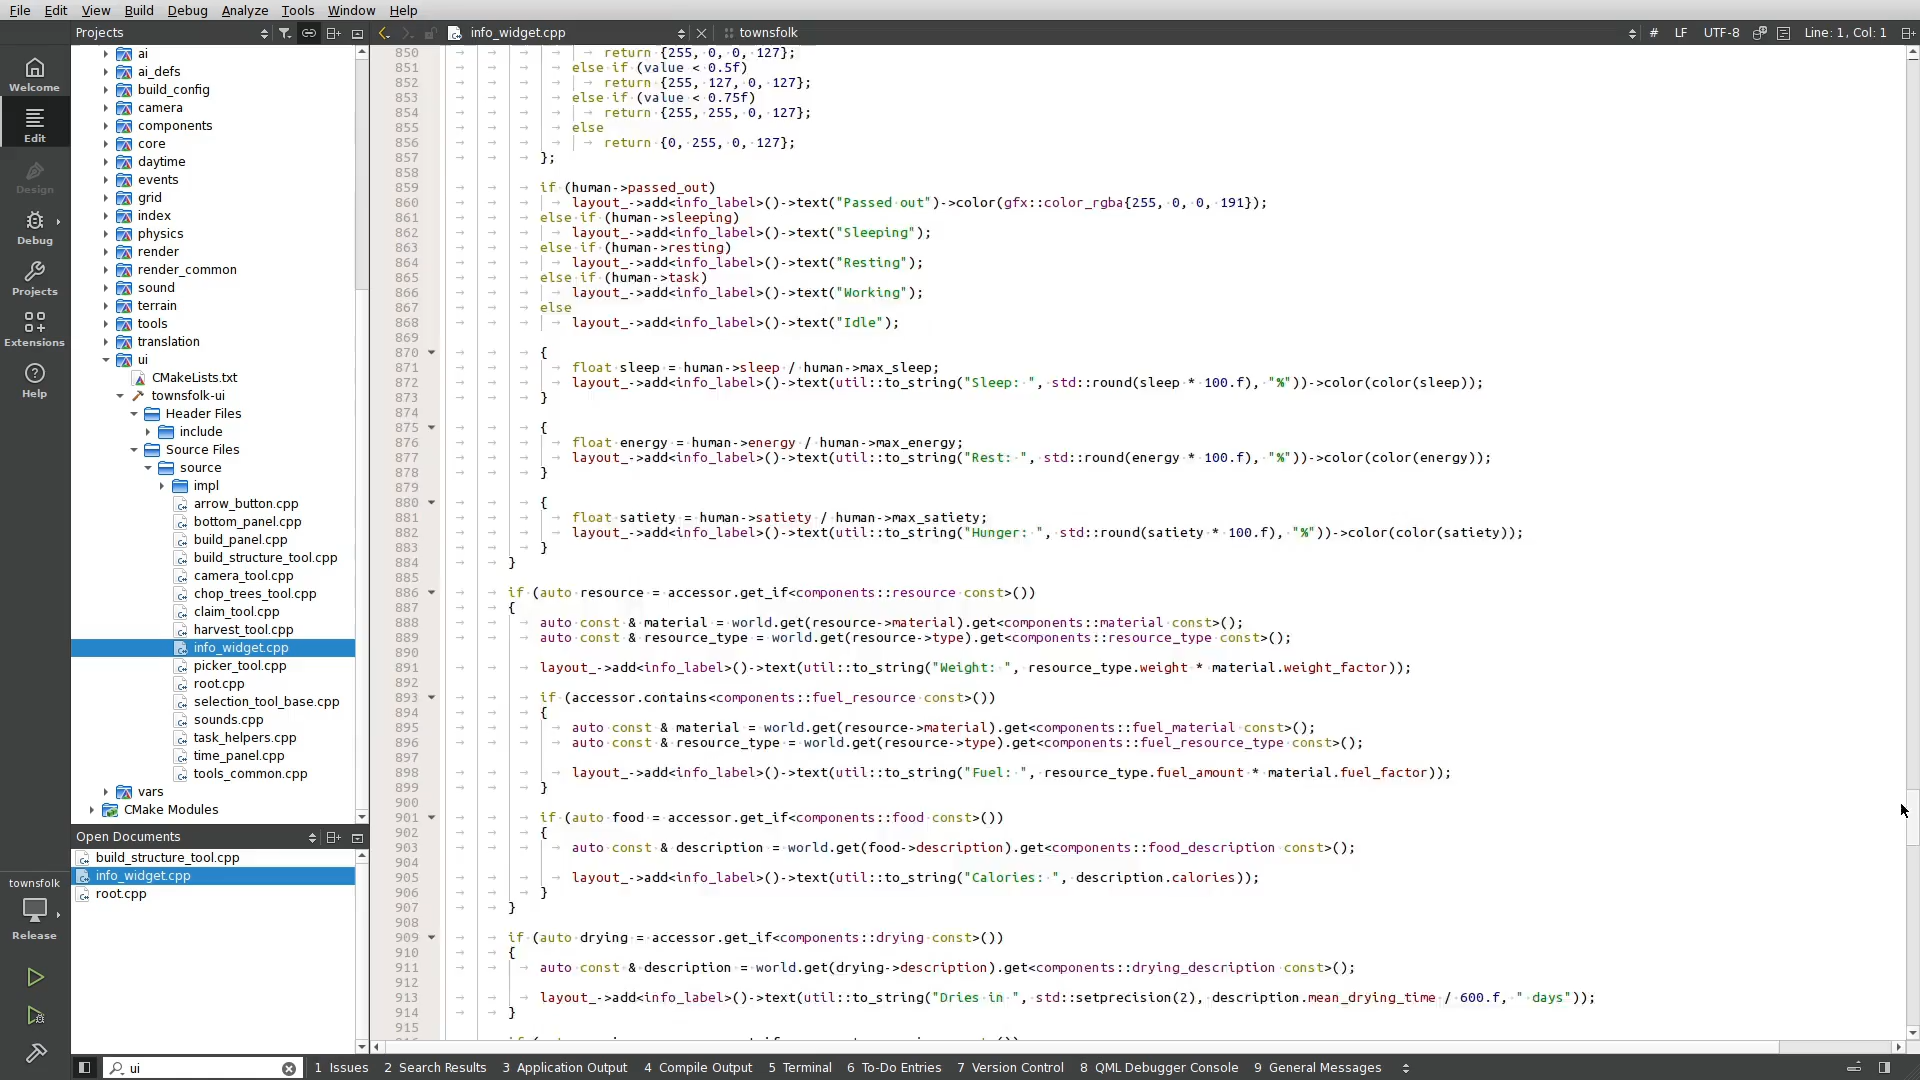 File Edit View Build Debug Analyze Tools Window Help
Projects
info_widget.cpp
townsfolk
# LF UTF-8 Line: 1, Col: 1
Welcome
Edit
Design
Debug
Projects
Extensions
Help
townsfolk
Release
ai
ai_defs
build_config
camera
components
core
daytime
events
grid
index
physics
render
render_common
sound
terrain
tools
translation
ui
CMakeLists.txt
townsfolk-ui
Header Files
include
Source Files
source
impl
arrow_button.cpp
bottom_panel.cpp
build_panel.cpp
build_structure_tool.cpp
camera_tool.cpp
chop_trees_tool.cpp
claim_tool.cpp
harvest_tool.cpp
info_widget.cpp
picker_tool.cpp
root.cpp
selection_tool_base.cpp
sounds.cpp
task_helpers.cpp
time_panel.cpp
tools_common.cpp
vars
CMake Modules
Open Documents
build_structure_tool.cpp
info_widget.cpp
root.cpp
850 return {255, 0, 0, 127};
851 else if (value < 0.5f)
852 return {255, 127, 0, 127};
853 else if (value < 0.75f)
854 return {255, 255, 0, 127};
855 else
856 return {0, 255, 0, 127};
857 };
858
859 if (human->passed_out)
860 layout_->add<info_label>()->text("Passed out")->color(gfx::color_rgba{255, 0, 0, 191});
861 else if (human->sleeping)
862 layout_->add<info_label>()->text("Sleeping");
863 else if (human->resting)
864 layout_->add<info_label>()->text("Resting");
865 else if (human->task)
866 layout_->add<info_label>()->text("Working");
867 else
868 layout_->add<info_label>()->text("Idle");
869
870 {
871 float sleep = human->sleep / human->max_sleep;
872 layout_->add<info_label>()->text(util::to_string("Sleep: ", std::round(sleep * 100.f), "%"))->color(color(sleep));
873 }
874
875 {
876 float energy = human->energy / human->max_energy;
877 layout_->add<info_label>()->text(util::to_string("Rest: ", std::round(energy * 100.f), "%"))->color(color(energy));
878 }
879
880 {
881 float satiety = human->satiety / human->max_satiety;
882 layout_->add<info_label>()->text(util::to_string("Hunger: ", std::round(satiety * 100.f), "%"))->color(color(satiety));
883 }
884 }
885
886 if (auto resource = accessor.get_if<components::resource const>())
887 {
888 auto const & material = world.get(resource->material).get<components::material const>();
889 auto const & resource_type = world.get(resource->type).get<components::resource_type const>();
890
891 layout_->add<info_label>()->text(util::to_string("Weight: ", resource_type.weight * material.weight_factor));
892
893 if (accessor.contains<components::fuel_resource const>())
894 {
895 auto const & material = world.get(resource->material).get<components::fuel_material const>();
896 auto const & resource_type = world.get(resource->type).get<components::fuel_resource_type const>();
897
898 layout_->add<info_label>()->text(util::to_string("Fuel: ", resource_type.fuel_amount * material.fuel_factor));
899 }
900
901 if (auto food = accessor.get_if<components::food const>())
902 {
903 auto const & description = world.get(food->description).get<components::food_description const>();
904
905 layout_->add<info_label>()->text(util::to_string("Calories: ", description.calories));
906 }
907 }
908
909 if (auto drying = accessor.get_if<components::drying const>())
910 {
911 auto const & description = world.get(drying->description).get<components::drying_description const>();
912
913 layout_->add<info_label>()->text(util::to_string("Dries in ", std::setprecision(2), description.mean_drying_time / 600.f, " days"));
914 }
915
ui
1 Issues 2 Search Results 3 Application Output 4 Compile Output 5 Terminal 6 To-Do Entries 7 Version Control 8 QML Debugger Console 9 General Messages